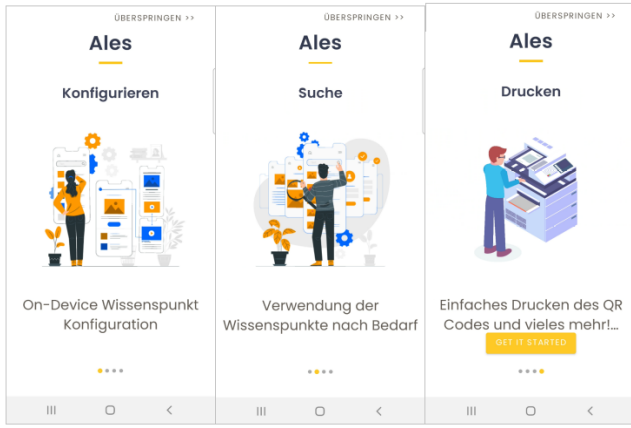 ÜBERSPRINGEN >>
Ales
Konfigurieren
On-Device Wissenspunkt
Konfiguration
ÜBERSPRINGEN >>
Ales
Suche
Verwendung der
Wissenspunkte nach Bedarf
ÜBERSPRINGEN >>
Ales
Drucken
Einfaches Drucken des QR
Codes und vieles mehr!...
GET IT STARTED